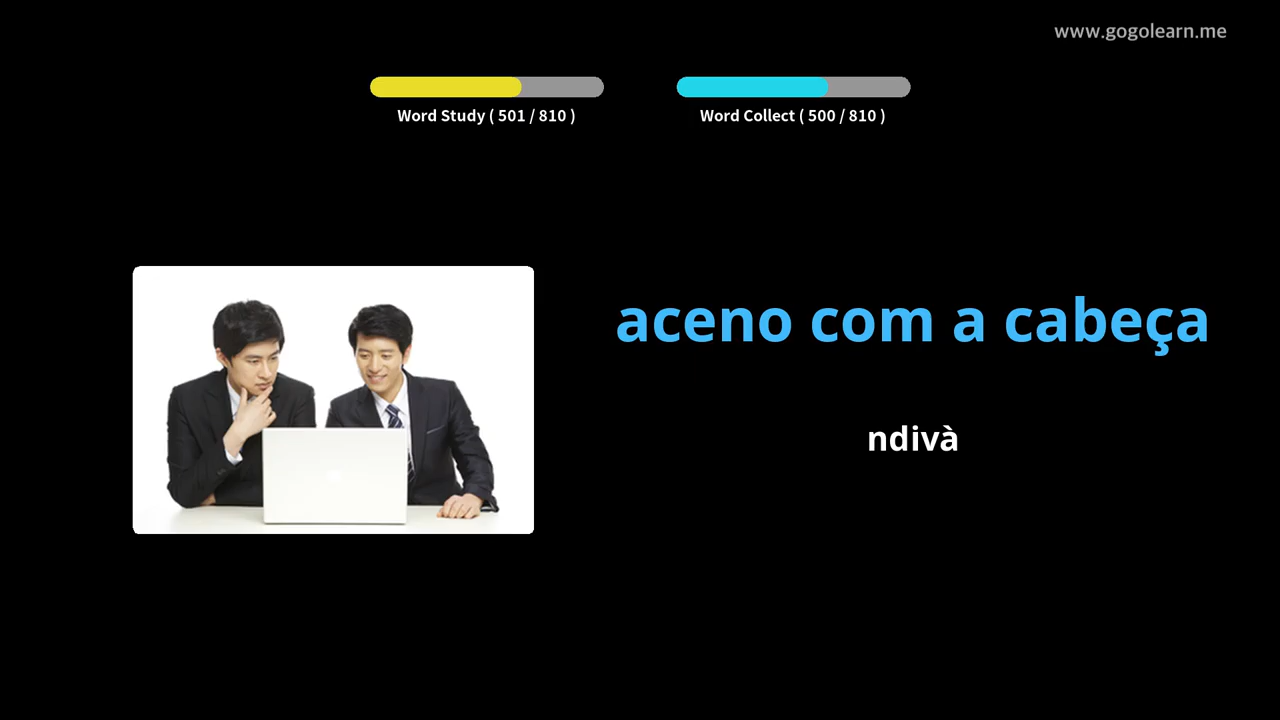 www.gogolearn.me
Word Study ( 501 / 810 )
Word Collect ( 500 / 810 )
aceno com a cabeça
ndivà